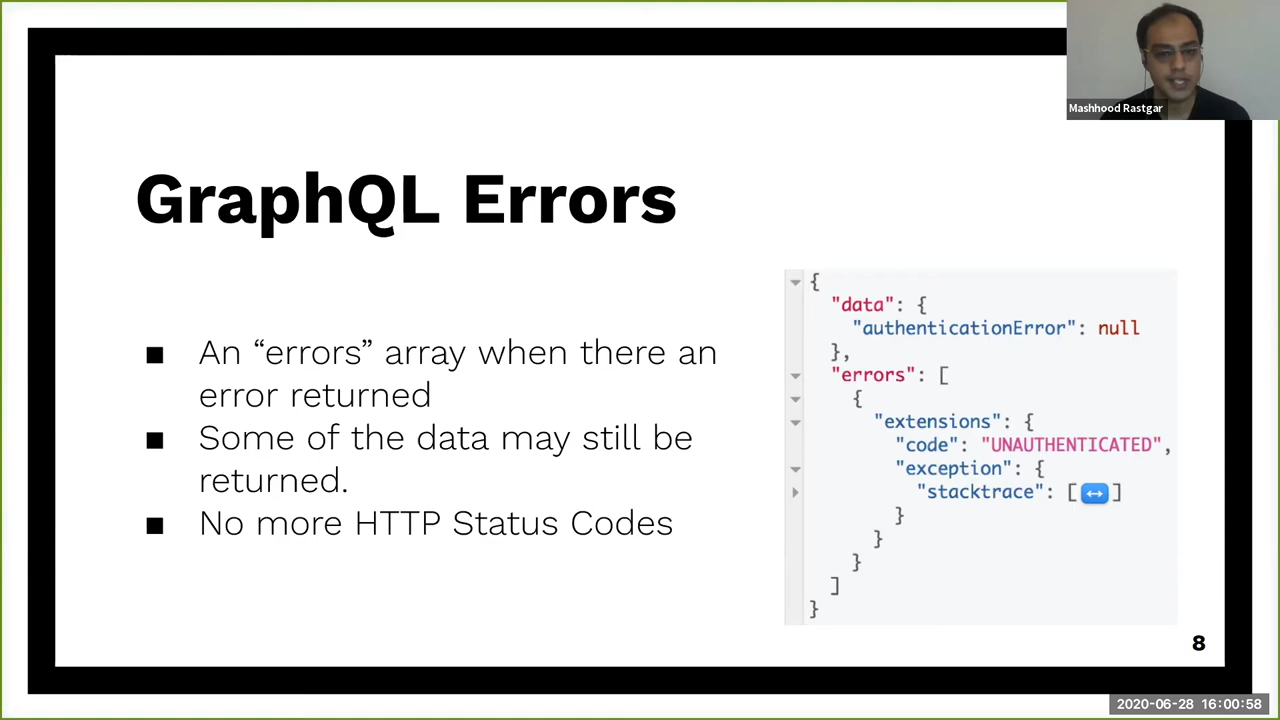 Mashhood Rastgar
GraphQL Errors
■ An “errors” array when there an
error returned
■ Some of the data may still be
returned.
■ No more HTTP Status Codes
{
"data": {
"authenticationError": null
},
"errors": [
{
"extensions": {
"code": "UNAUTHENTICATED",
"exception": {
"stacktrace": [↔]
}
}
}
]
}
8
2020-06-28 16:00:58